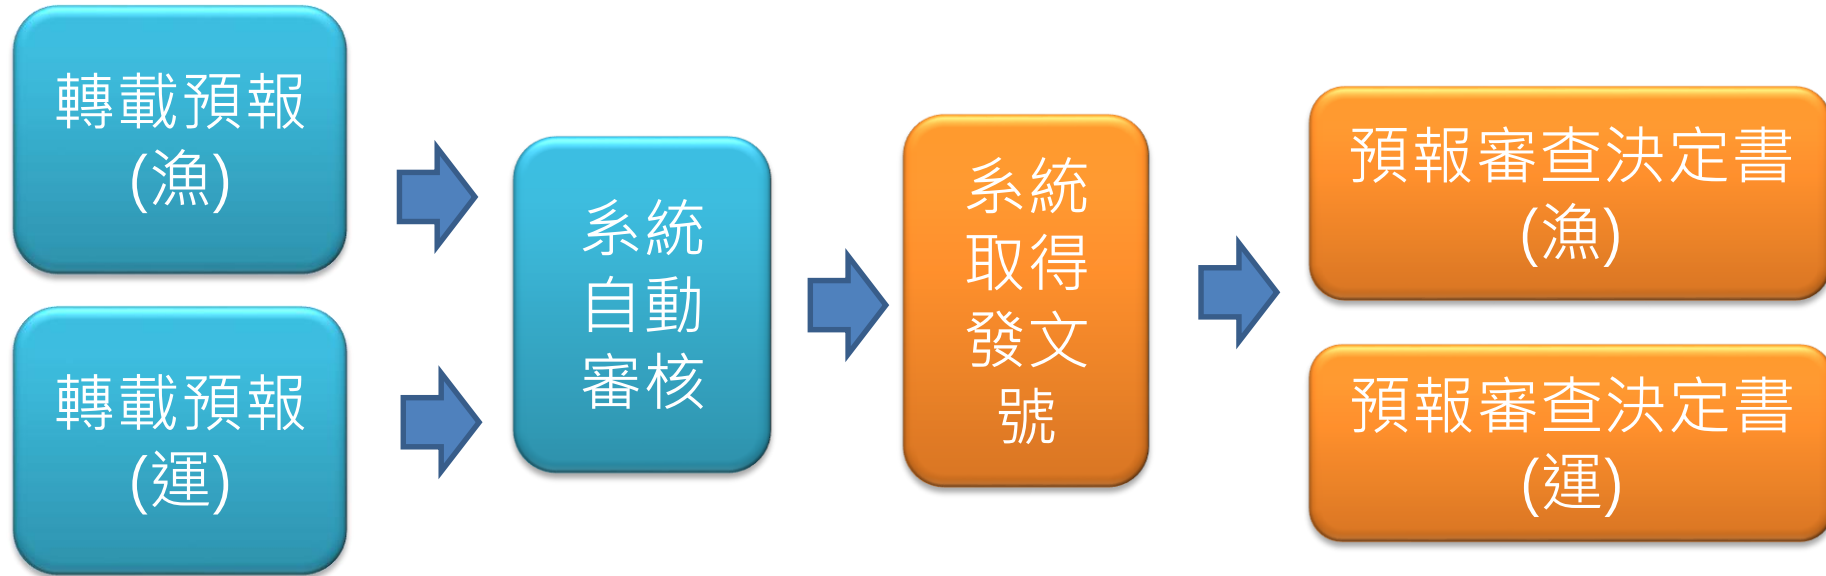 轉載預報
(漁)
轉載預報
(運)
系統
自動
審核
系統
取得
發文
號
預報審查決定書
(漁)
預報審查決定書
(運)